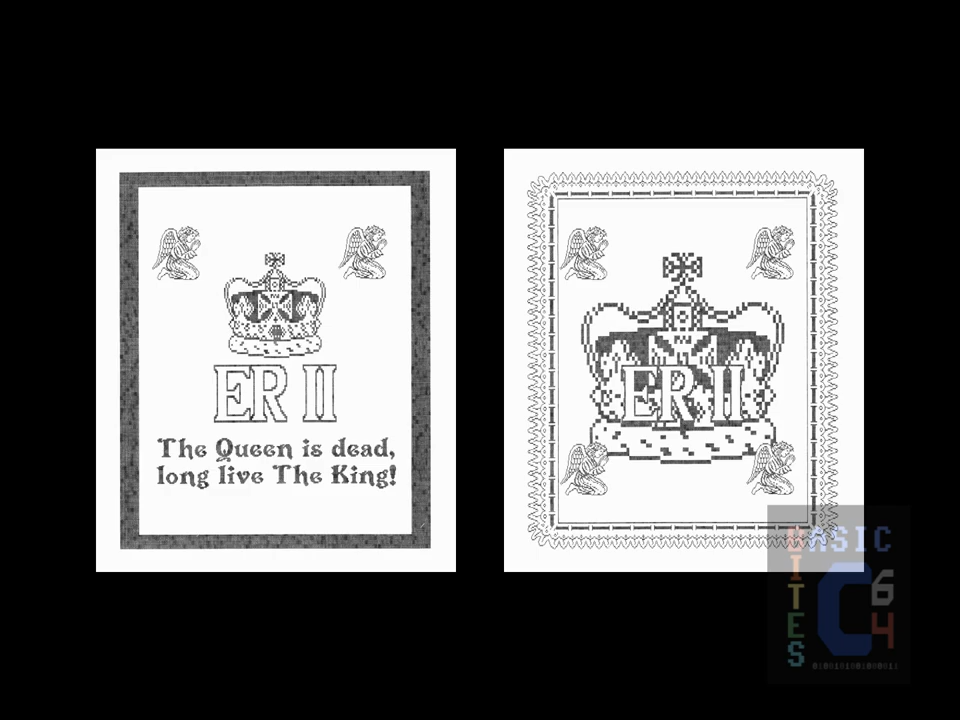 ER II
The Queen is dead,
long live The King!
ER II
BASIC
BITES
C64